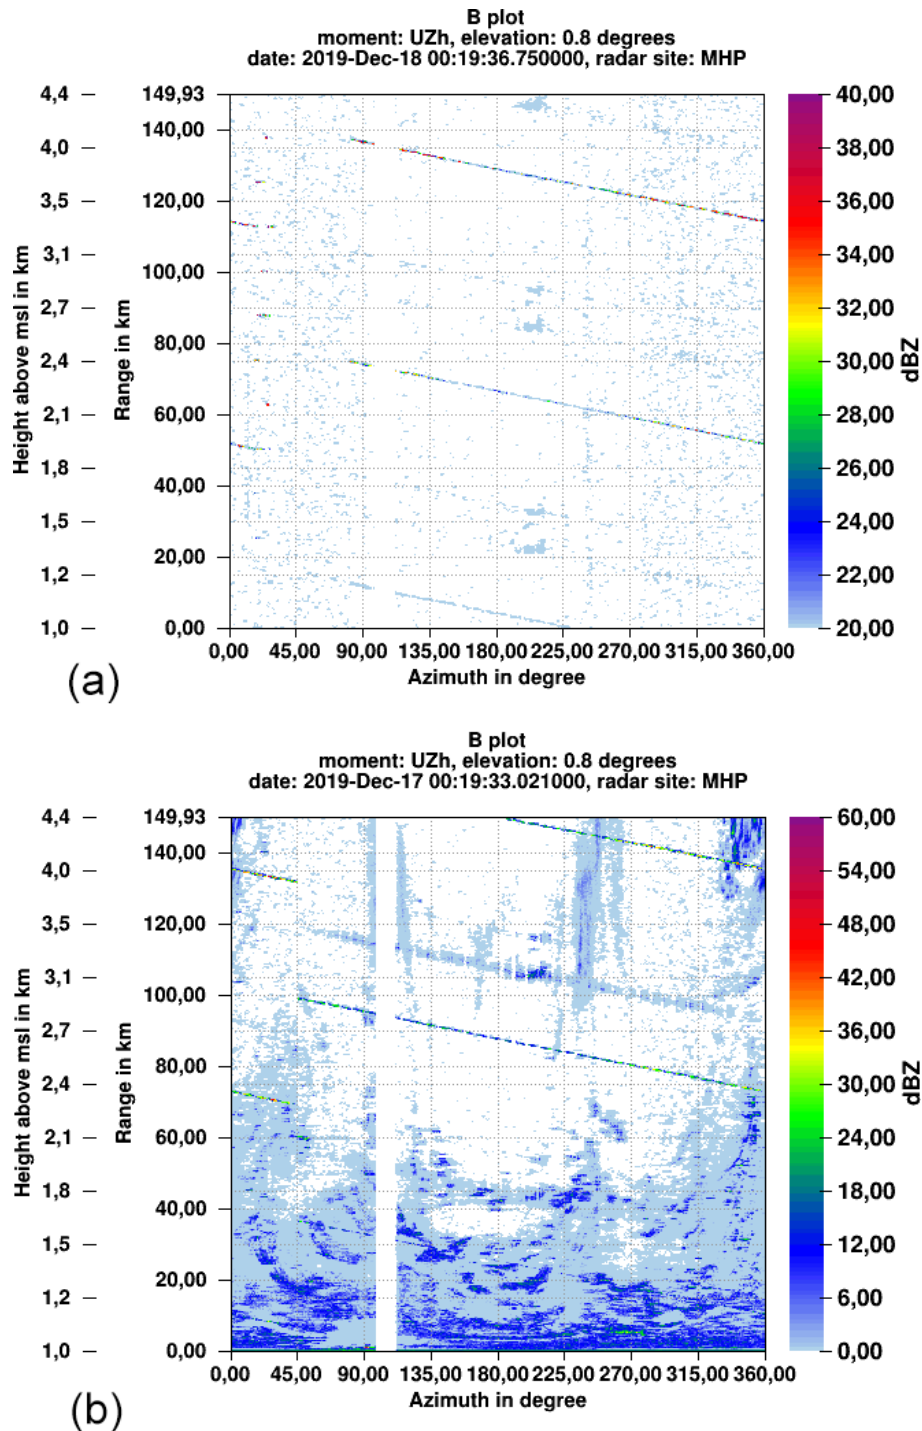 B plot
moment: UZh, elevation: 0.8 degrees
date: 2019-Dec-18 00:19:36.750000, radar site: MHP
4,4 — 149,93 40,00
140,00 38,00
4,0 — 36,00
3,5 — 120,00 34,00
3,1 — 100,00 32,00
2,7 —
2,4 — 80,00 30,00
2,1 — 60,00 28,00
1,8 — 26,00
1,5 — 40,00 24,00
1,2 — 20,00 22,00
1,0 — 0,00 20,00
Height above msl in km
Range in km
dBZ
0,00 45,00 90,00 135,00 180,00 225,00 270,00 315,00 360,00
Azimuth in degree
(a)
B plot
moment: UZh, elevation: 0.8 degrees
date: 2019-Dec-17 00:19:33.021000, radar site: MHP
4,4 — 149,93 60,00
140,00 54,00
4,0 — 48,00
3,5 — 120,00 42,00
3,1 — 100,00 36,00
2,7 —
2,4 — 80,00 30,00
2,1 — 60,00 24,00
1,8 — 18,00
1,5 — 40,00 12,00
1,2 — 20,00 6,00
1,0 — 0,00 0,00
Height above msl in km
Range in km
dBZ
0,00 45,00 90,00 135,00 180,00 225,00 270,00 315,00 360,00
Azimuth in degree
(b)